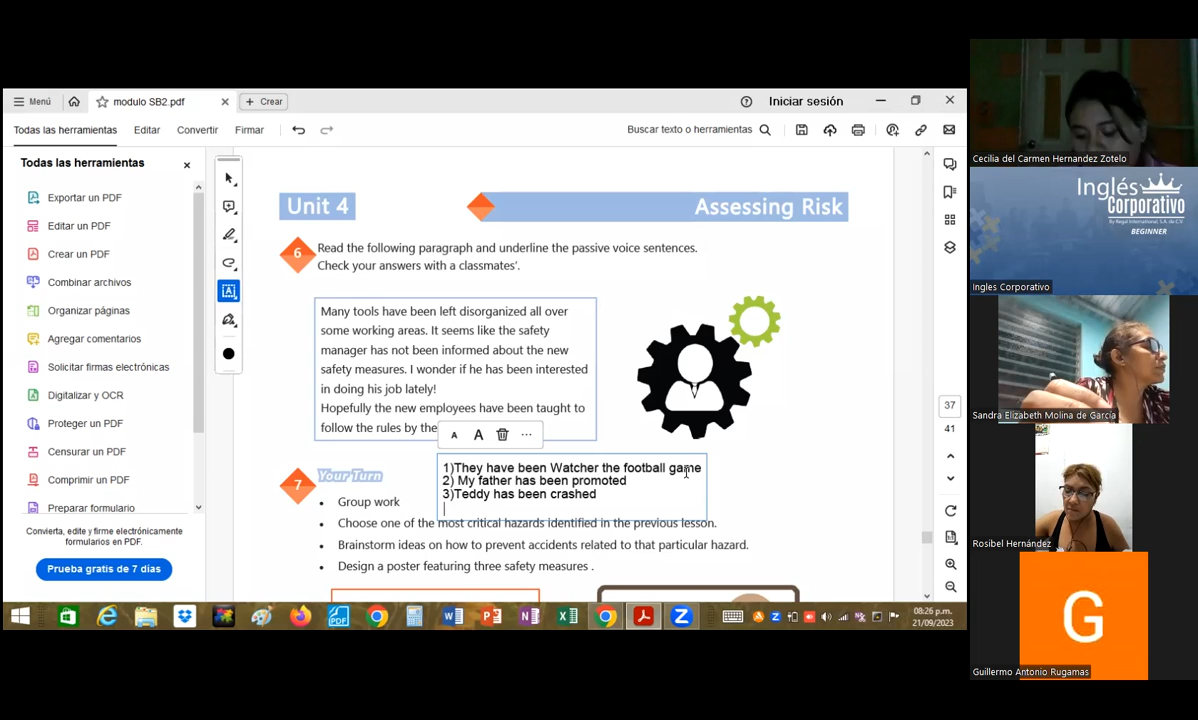 Menú
modulo SB2.pdf
Crear
Iniciar sesión
Todas las herramientas
Editar
Convertir
Firmar
Buscar texto o herramientas
Todas las herramientas
Exportar un PDF
Editar un PDF
Crear un PDF
Combinar archivos
Organizar páginas
Agregar comentarios
Solicitar firmas electrónicas
Digitalizar y OCR
Proteger un PDF
Censurar un PDF
Comprimir un PDF
Preparar formulario
Convierta, edite y firme electrónicamente
formularios en PDF.
Prueba gratis de 7 días
Unit 4
Assessing Risk
6
Read the following paragraph and underline the passive voice sentences.
Check your answers with a classmates'.
Many tools have been left disorganized all over
some working areas. It seems like the safety
manager has not been informed about the new
safety measures. I wonder if he has been interested
in doing his job lately!
Hopefully the new employees have been taught to
follow the rules by the
A A
1)They have been Watcher the football game
2) My father has been promoted
3)Teddy has been crashed
7
Your Turn
• Group work
• Choose one of the most critical hazards identified in the previous lesson.
• Brainstorm ideas on how to prevent accidents related to that particular hazard.
• Design a poster featuring three safety measures .
37
41
08:26 p.m.
21/09/2023
Cecilia del Carmen Hernandez Zotelo
Inglés
Corporativo
By Regal International, S.A. de C.V.
BEGINNER
Ingles Corporativo
Sandra Elizabeth Molina de García
Rosibel Hernández
G
Guillermo Antonio Rugamas